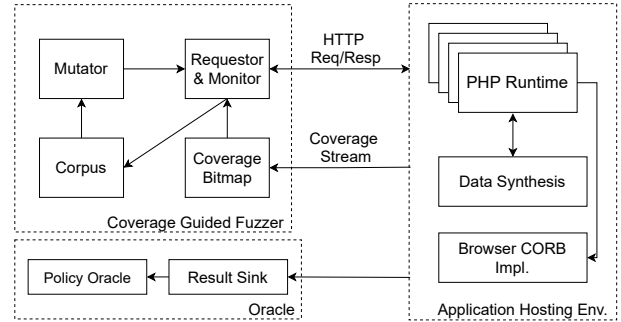 HTTP
Req/Resp
Mutator
Requestor
& Monitor
PHP Runtime
Coverage
Stream
Corpus
Coverage
Bitmap
Data Synthesis
Coverage Guided Fuzzer
Browser CORB
Impl.
Policy Oracle
Result Sink
Oracle
Application Hosting Env.